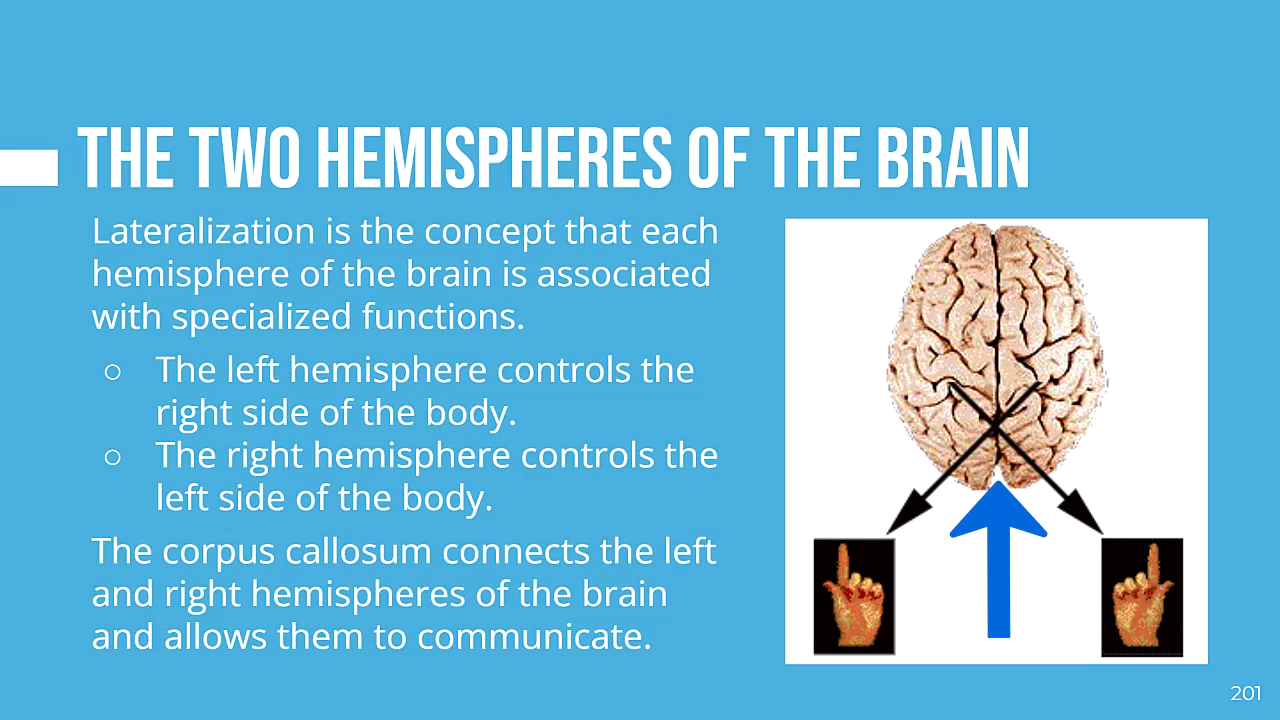 THE TWO HEMISPHERES OF THE BRAIN
Lateralization is the concept that each
hemisphere of the brain is associated
with specialized functions.
○ The left hemisphere controls the
right side of the body.
○ The right hemisphere controls the
left side of the body.
The corpus callosum connects the left
and right hemispheres of the brain
and allows them to communicate.
201